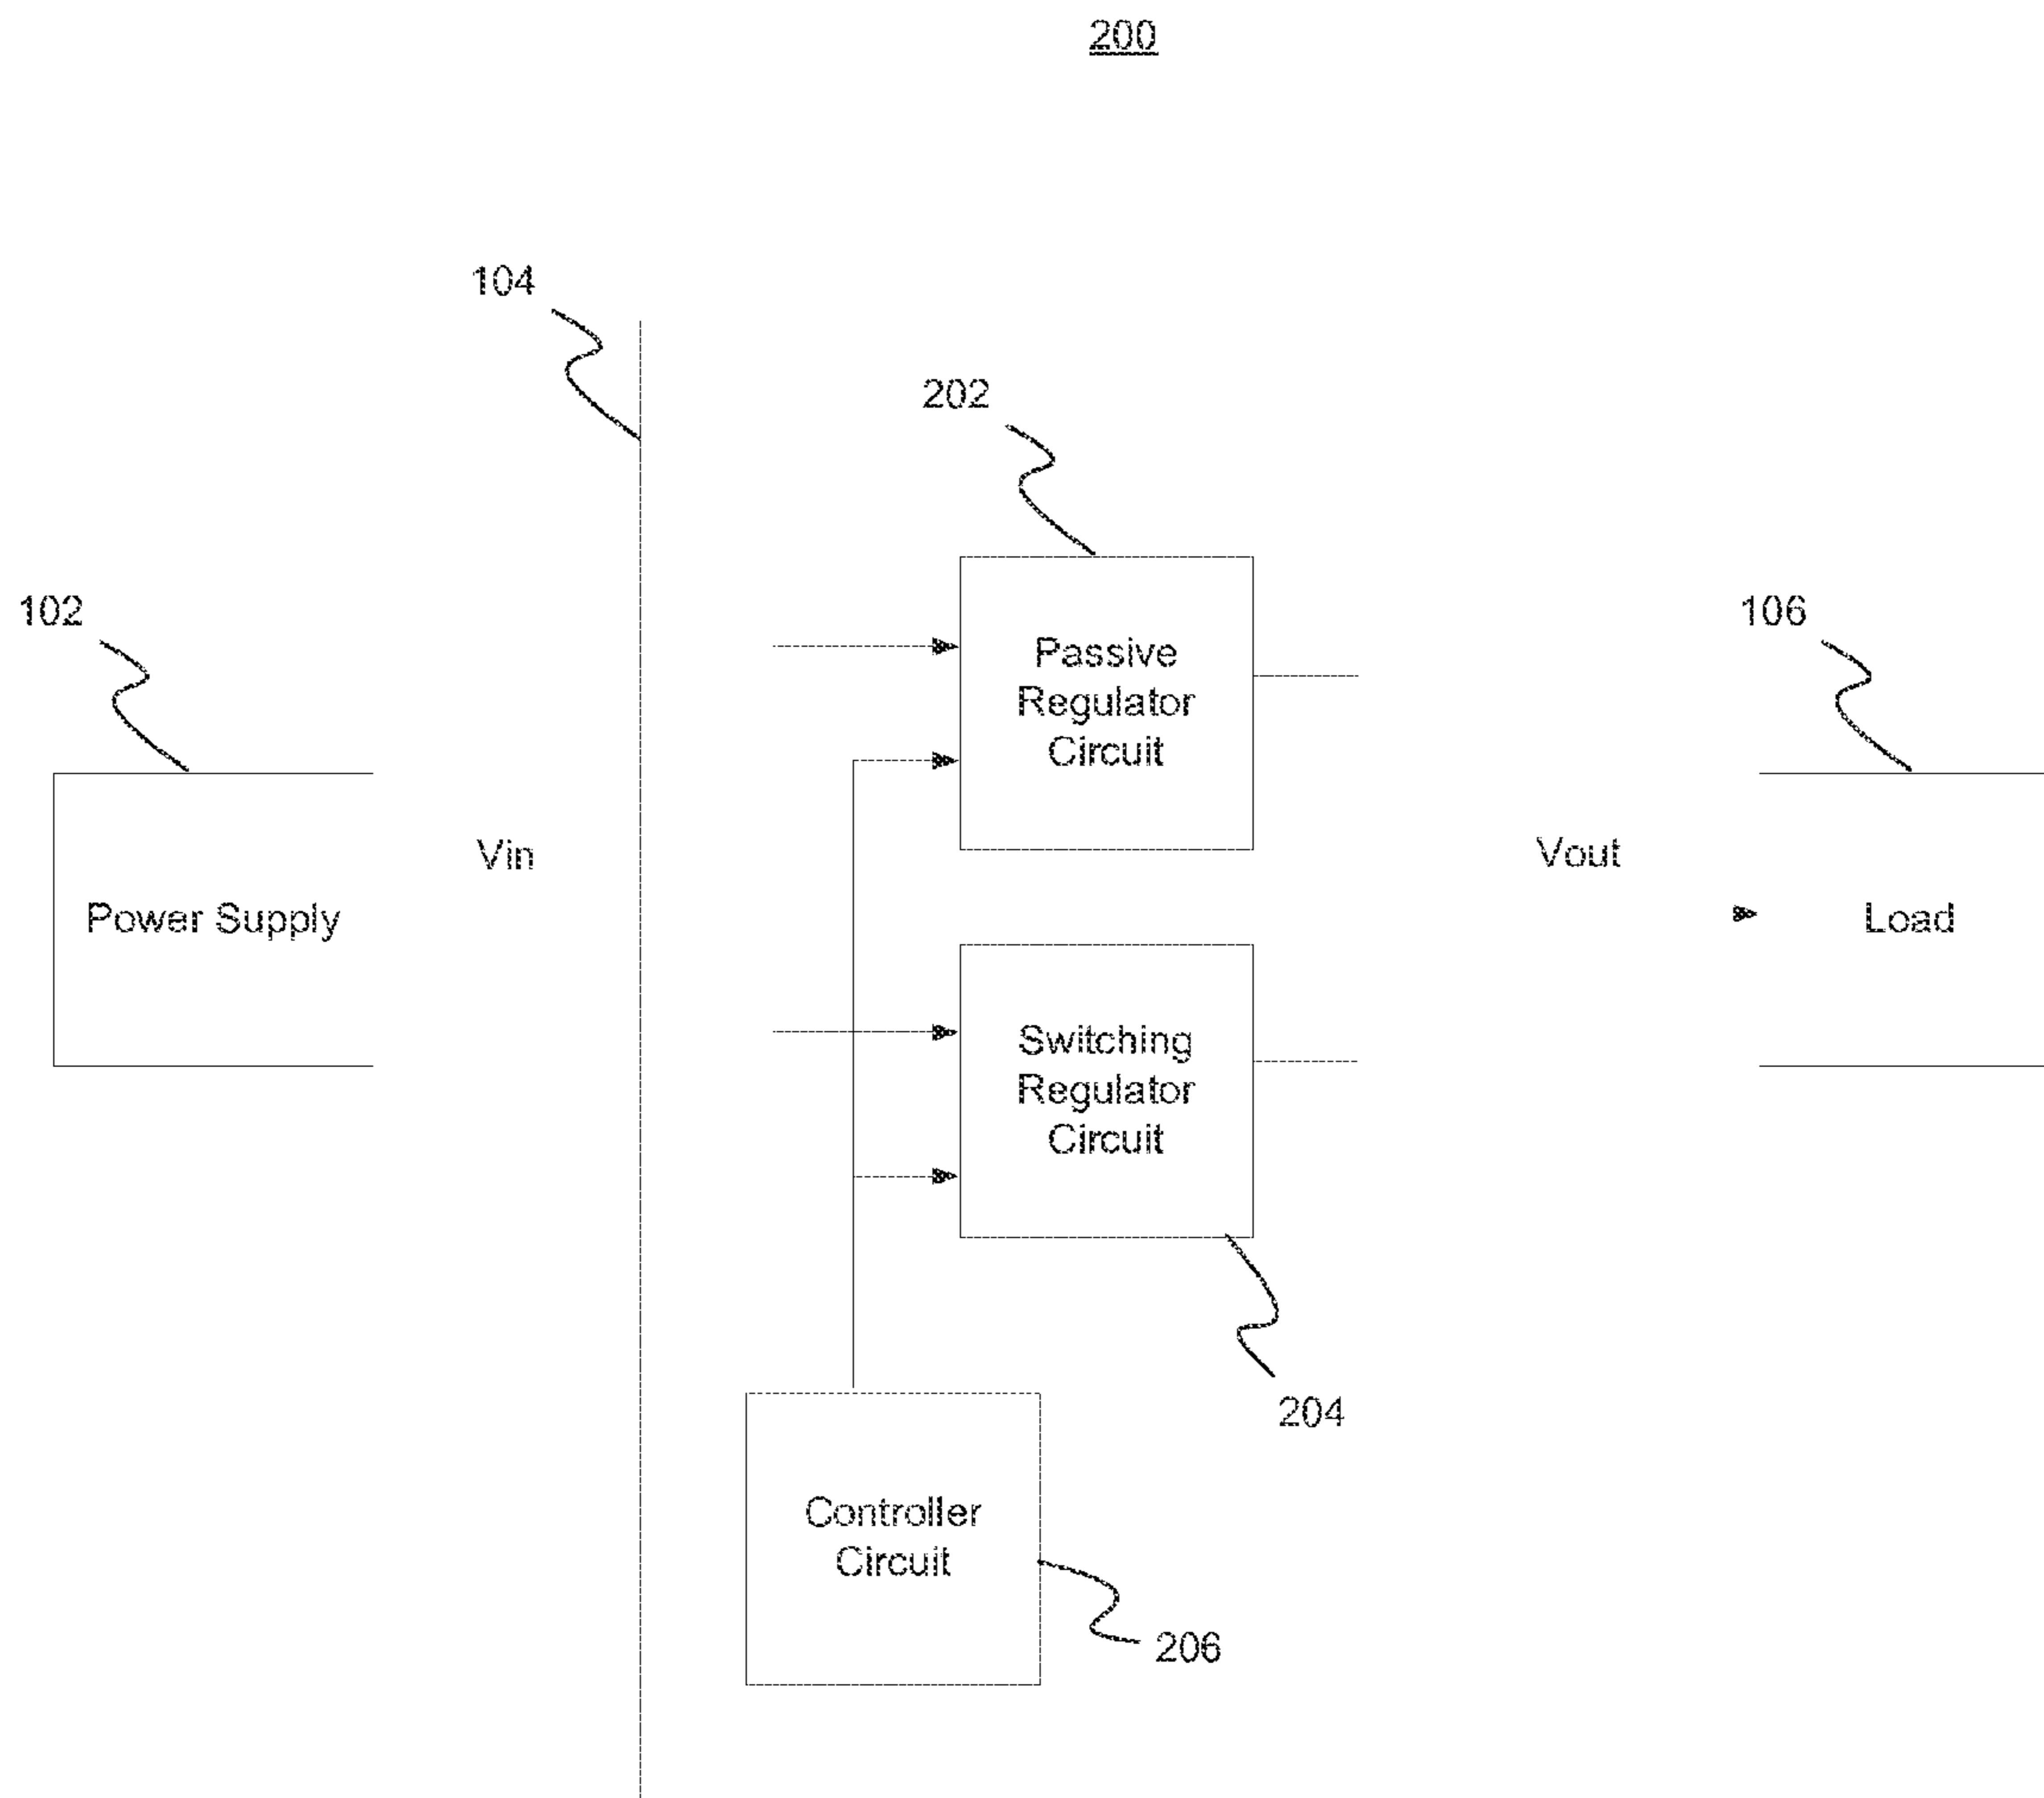 200
104
202
102
106
Passive
Regulator
Circuit
Vin
Vout
Power Supply
Load
Switching
Regulator
Circuit
204
Controller
Circuit
206